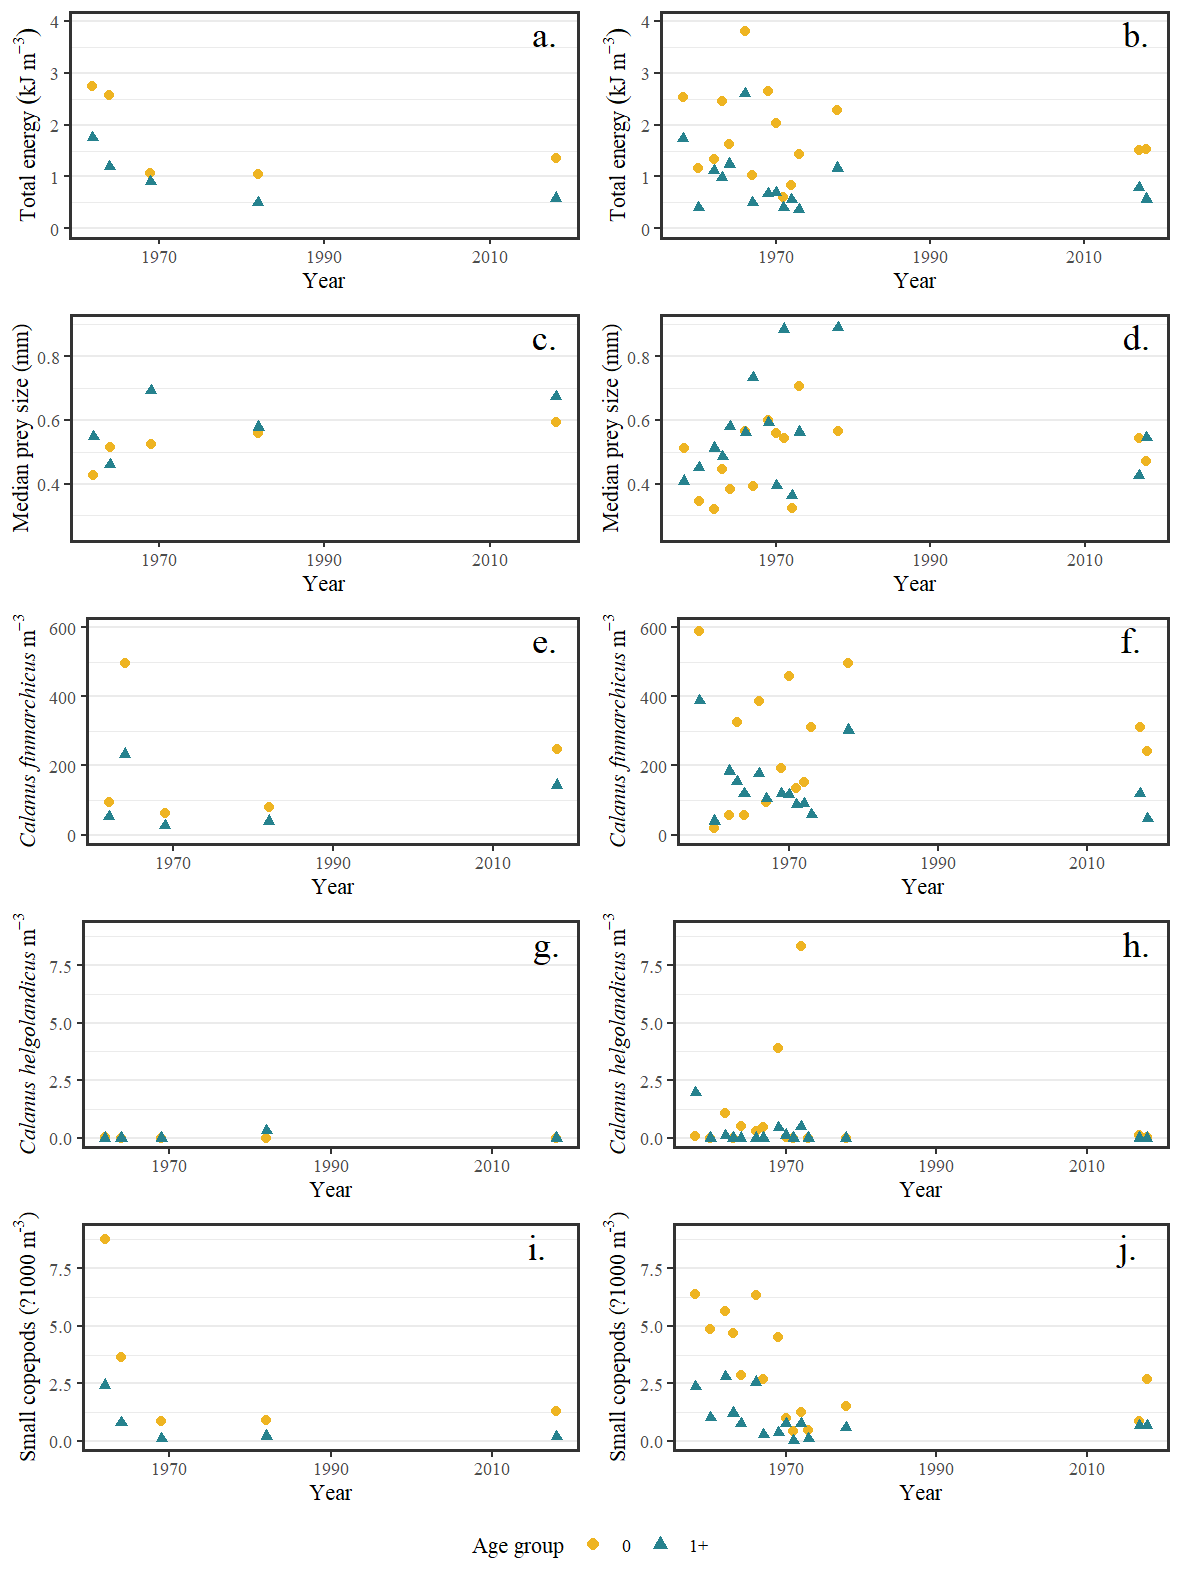 a.
Total energy (kJ m⁻³)
4
3
2
1
0
1970 1990 2010
Year
b.
Total energy (kJ m⁻³)
4
3
2
1
0
1970 1990 2010
Year
c.
Median prey size (mm)
0.8
0.6
0.4
1970 1990 2010
Year
d.
Median prey size (mm)
0.8
0.6
0.4
1970 1990 2010
Year
e.
Calanus finmarchicus m⁻³
600
400
200
0
1970 1990 2010
Year
f.
Calanus finmarchicus m⁻³
600
400
200
0
1970 1990 2010
Year
g.
Calanus helgolandicus m⁻³
7.5
5.0
2.5
0.0
1970 1990 2010
Year
h.
Calanus helgolandicus m⁻³
7.5
5.0
2.5
0.0
1970 1990 2010
Year
i.
Small copepods (?1000 m⁻³)
7.5
5.0
2.5
0.0
1970 1990 2010
Year
j.
Small copepods (?1000 m⁻³)
7.5
5.0
2.5
0.0
1970 1990 2010
Year
Age group 0 1+